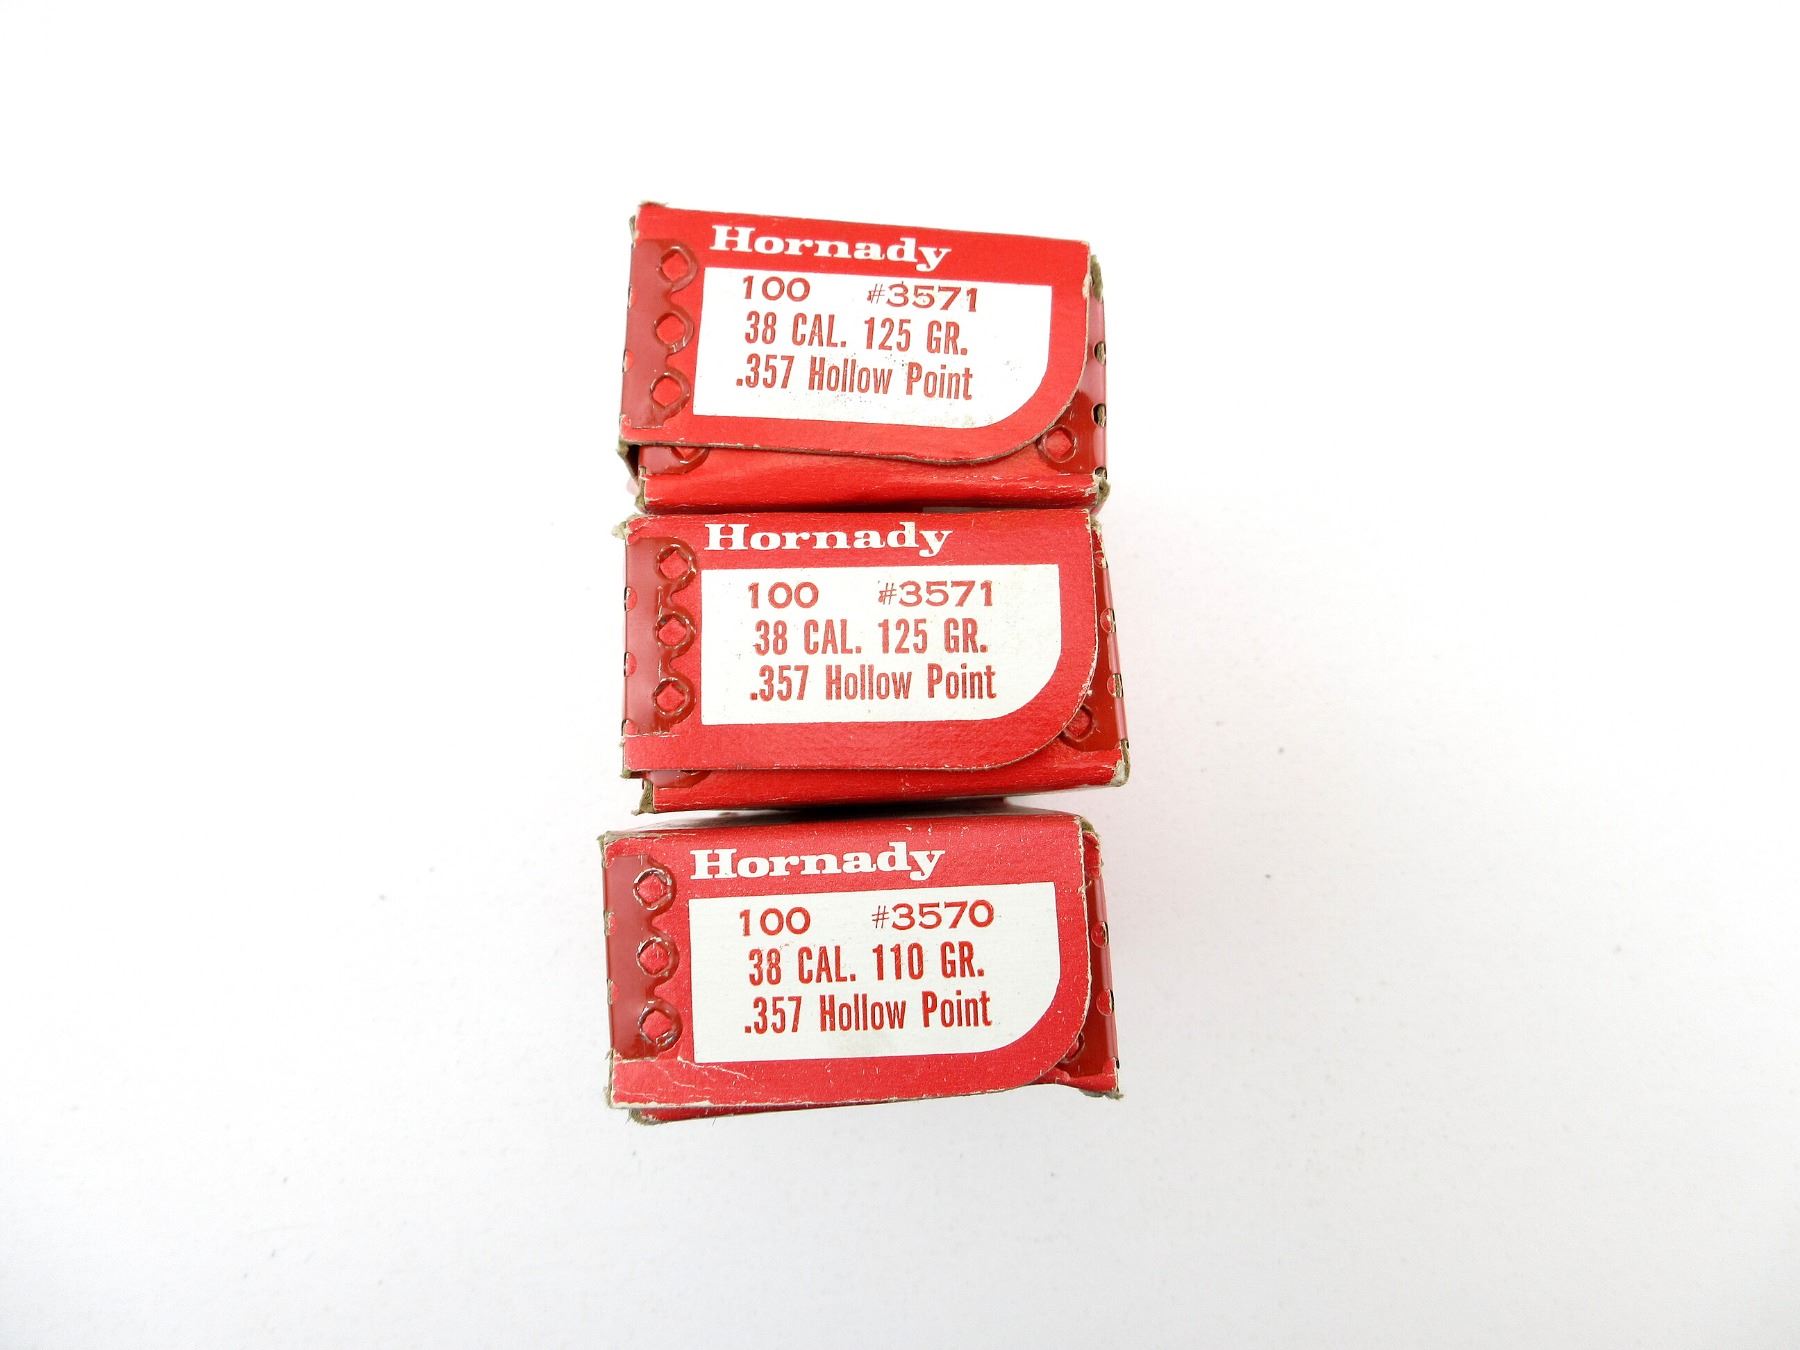 Hornady
100 #3571
38 CAL. 125 GR.
.357 Hollow Point
Hornady
100 #3571
38 CAL. 125 GR.
.357 Hollow Point
Hornady
100 #3570
38 CAL. 110 GR.
.357 Hollow Point